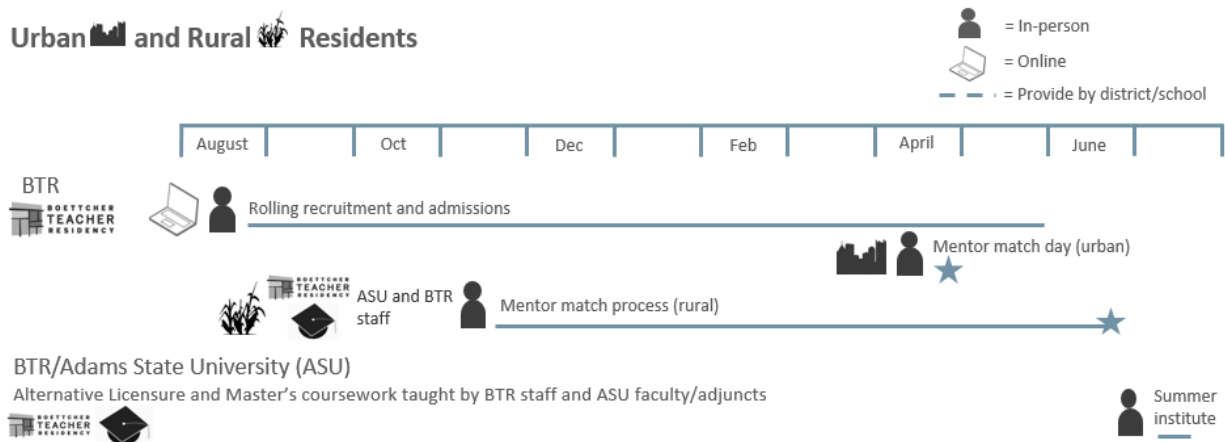 Urban and Rural Residents
= In-person
= Online
= Provide by district/school
August Oct Dec Feb April June
BTR
BOETTCHER
TEACHER
RESIDENCY
Rolling recruitment and admissions
Mentor match day (urban)
BOETTCHER
TEACHER
RESIDENCY
ASU and BTR
staff
Mentor match process (rural)
BTR/Adams State University (ASU)
Alternative Licensure and Master's coursework taught by BTR staff and ASU faculty/adjuncts
BOETTCHER
TEACHER
RESIDENCY
Summer
institute